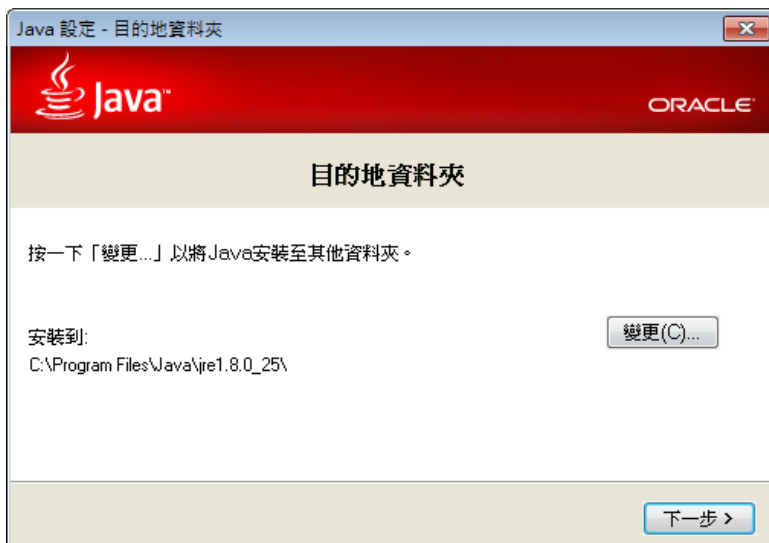 Java 設定 - 目的地資料夾
Java™
ORACLE
目的地資料夾
按一下「變更...」以將Java安裝至其他資料夾。
變更(C)...
安裝到:
C:\Program Files\Java\jre1.8.0_25\
下一步 >